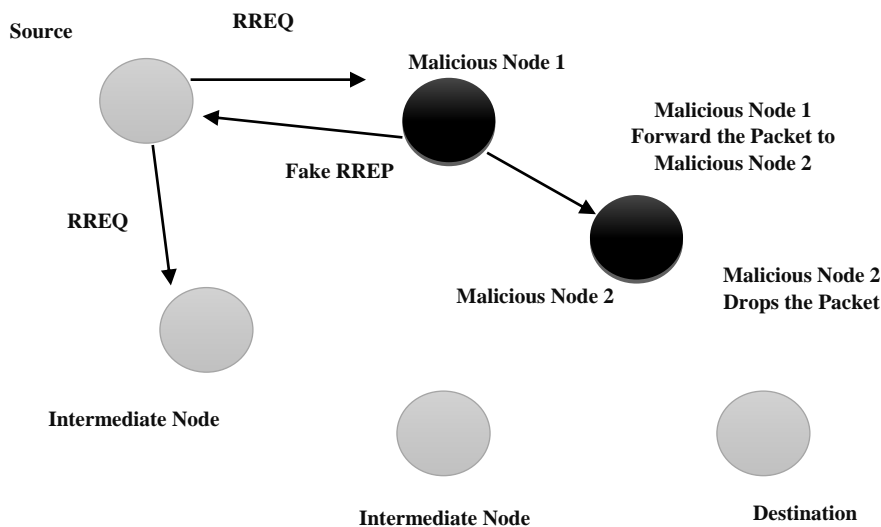 Source
RREQ
Malicious Node 1
Malicious Node 1
Forward the Packet to
Malicious Node 2
Fake RREP
RREQ
Malicious Node 2
Malicious Node 2
Drops the Packet
Intermediate Node
Intermediate Node
Destination